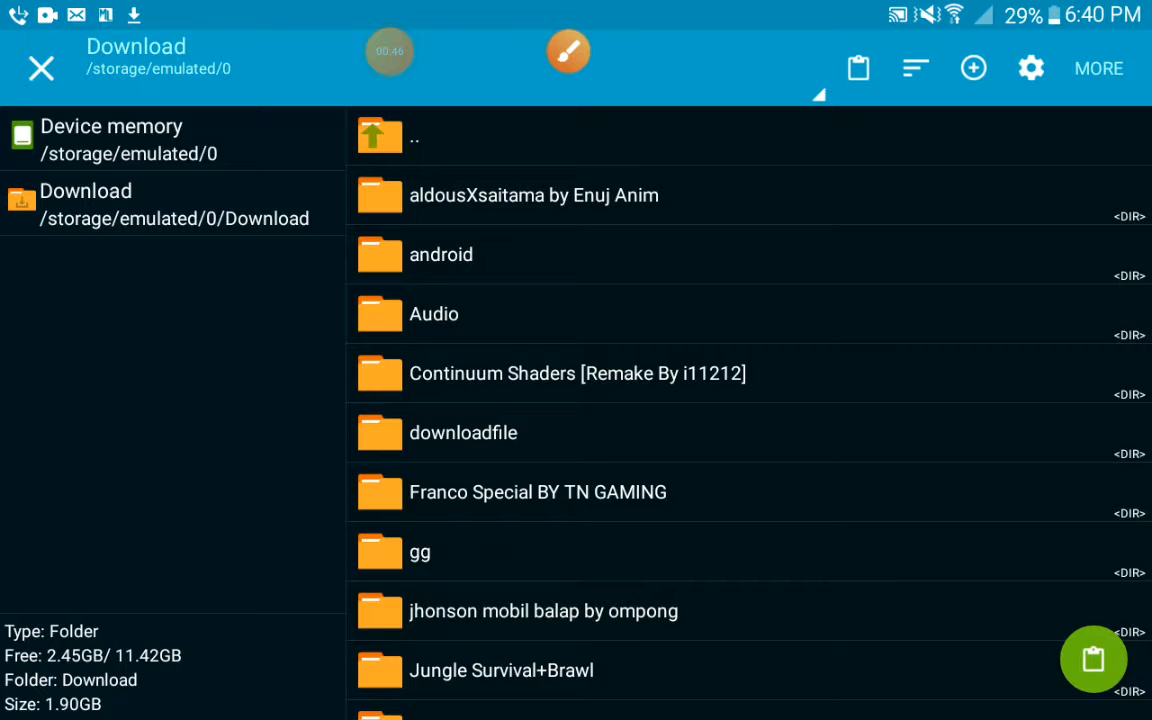 29% 6:40 PM
Download
/storage/emulated/0
00:46
MORE
Device memory
/storage/emulated/0
Download
/storage/emulated/0/Download
Type: Folder
Free: 2.45GB/ 11.42GB
Folder: Download
Size: 1.90GB
..
aldousXsaitama by Enuj Anim
<DIR>
android
<DIR>
Audio
<DIR>
Continuum Shaders [Remake By i11212]
<DIR>
downloadfile
<DIR>
Franco Special BY TN GAMING
<DIR>
gg
<DIR>
jhonson mobil balap by ompong
<DIR>
Jungle Survival+Brawl
<DIR>